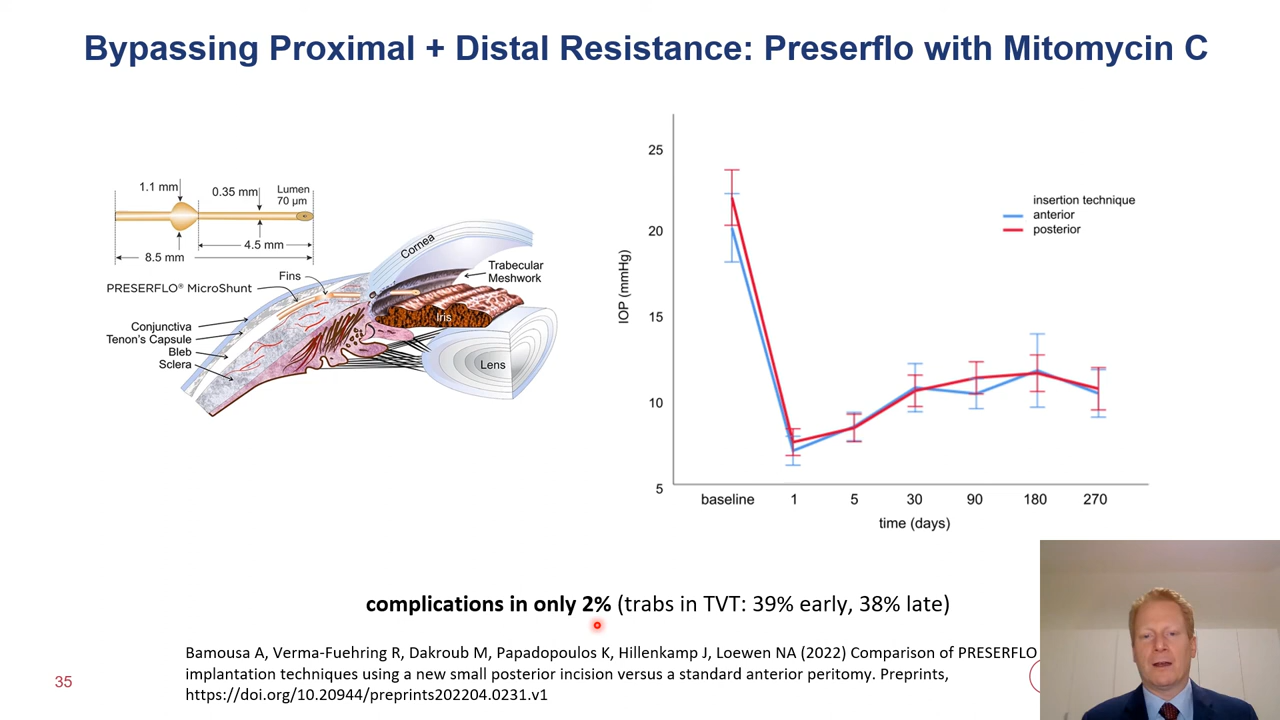 Bypassing Proximal + Distal Resistance: Preserflo with Mitomycin C
1.1 mm
0.35 mm
Lumen
70 µm
4.5 mm
8.5 mm
Fins
PRESERFLO® MicroShunt
Conjunctiva
Tenon's Capsule
Bleb
Sclera
Cornea
Trabecular
Meshwork
Iris
Lens
IOP (mmHg)
25
20
15
10
5
insertion technique
anterior
posterior
baseline 1 5 30 90 180 270
time (days)
complications in only 2% (trabs in TVT: 39% early, 38% late)
Bamousa A, Verma-Fuehring R, Dakroub M, Papadopoulos K, Hillenkamp J, Loewen NA (2022) Comparison of PRESERFLO
implantation techniques using a new small posterior incision versus a standard anterior peritomy. Preprints,
https://doi.org/10.20944/preprints202204.0231.v1
35